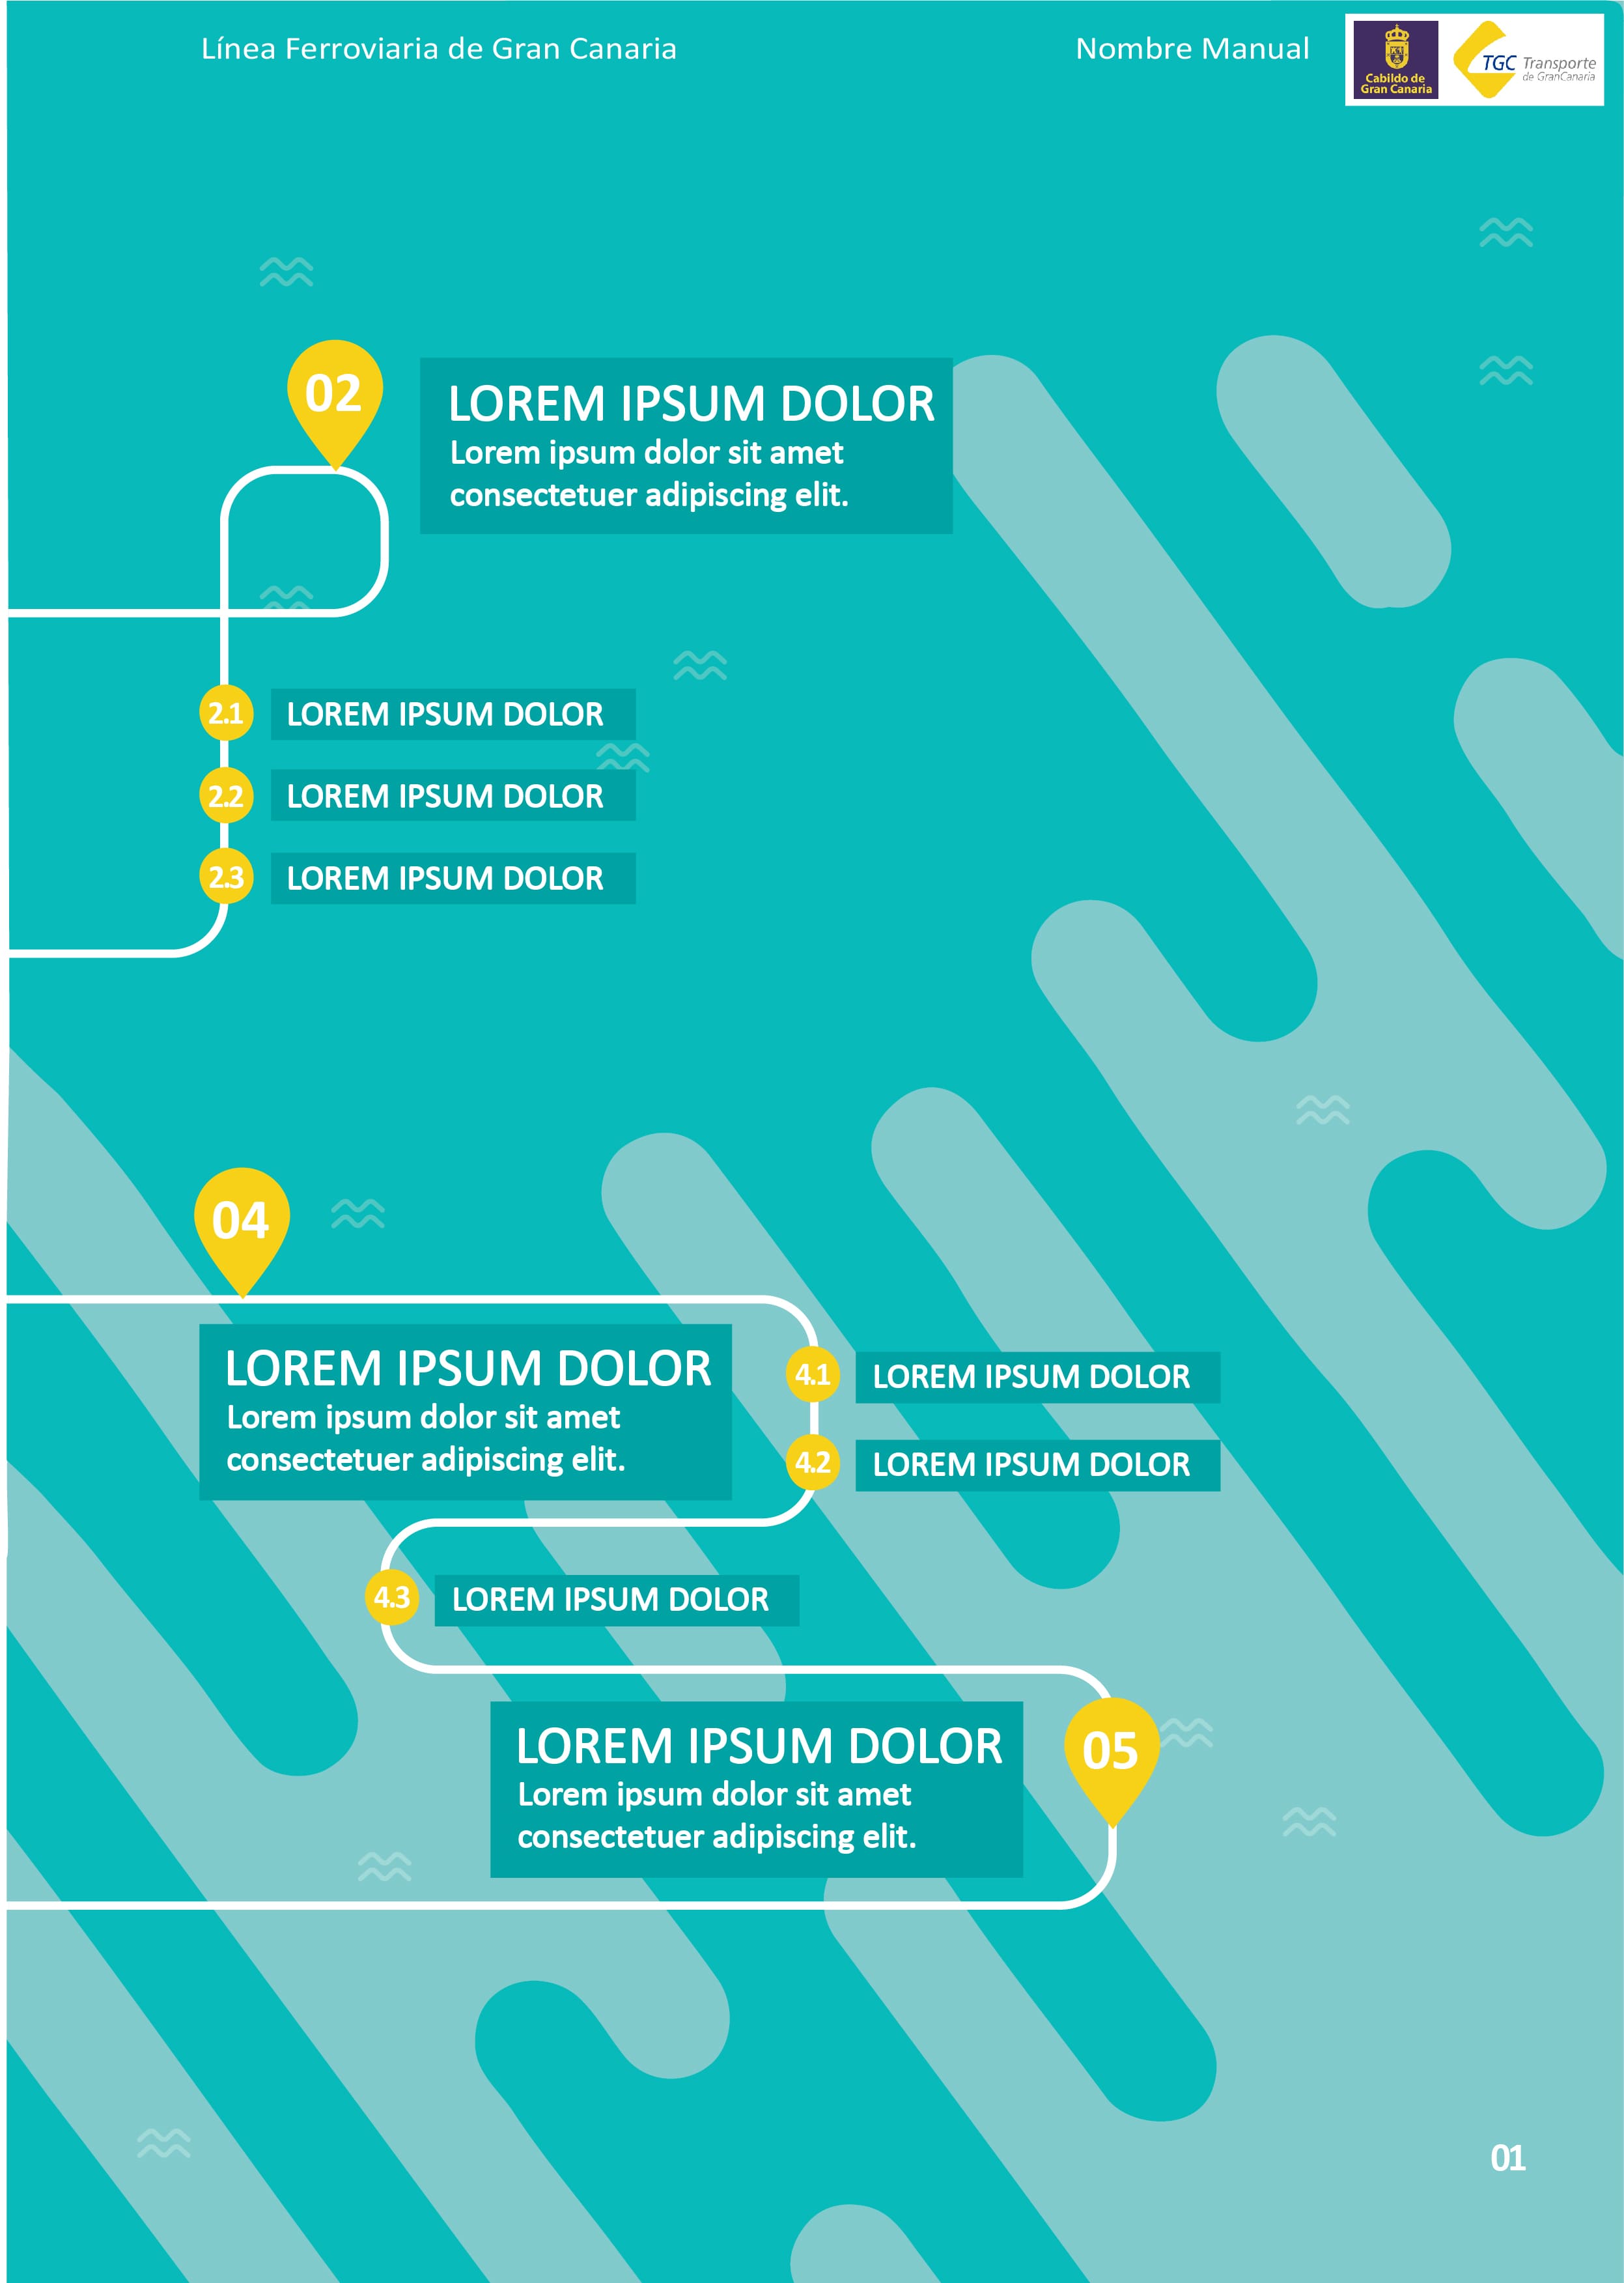 Línea Ferroviaria de Gran Canaria
Nombre Manual
Cabildo de
Gran Canaria
TGC Transporte
de GranCanaria
02
LOREM IPSUM DOLOR
Lorem ipsum dolor sit amet
consectetuer adipiscing elit.
2.1 LOREM IPSUM DOLOR
2.2 LOREM IPSUM DOLOR
2.3 LOREM IPSUM DOLOR
04
LOREM IPSUM DOLOR
Lorem ipsum dolor sit amet
consectetuer adipiscing elit.
4.1 LOREM IPSUM DOLOR
4.2 LOREM IPSUM DOLOR
4.3 LOREM IPSUM DOLOR
05
LOREM IPSUM DOLOR
Lorem ipsum dolor sit amet
consectetuer adipiscing elit.
01